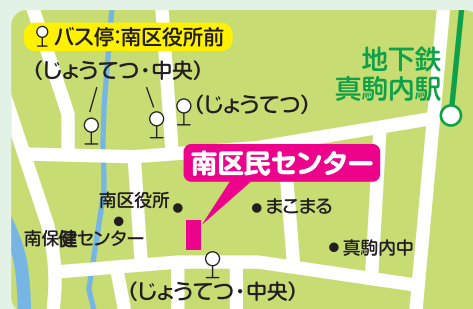 バス停:南区役所前
(じょうてつ・中央)
(じょうてつ)
地下鉄
真駒内駅
南区民センター
南区役所
まこまる
南保健センター
真駒内中
(じょうてつ・中央)